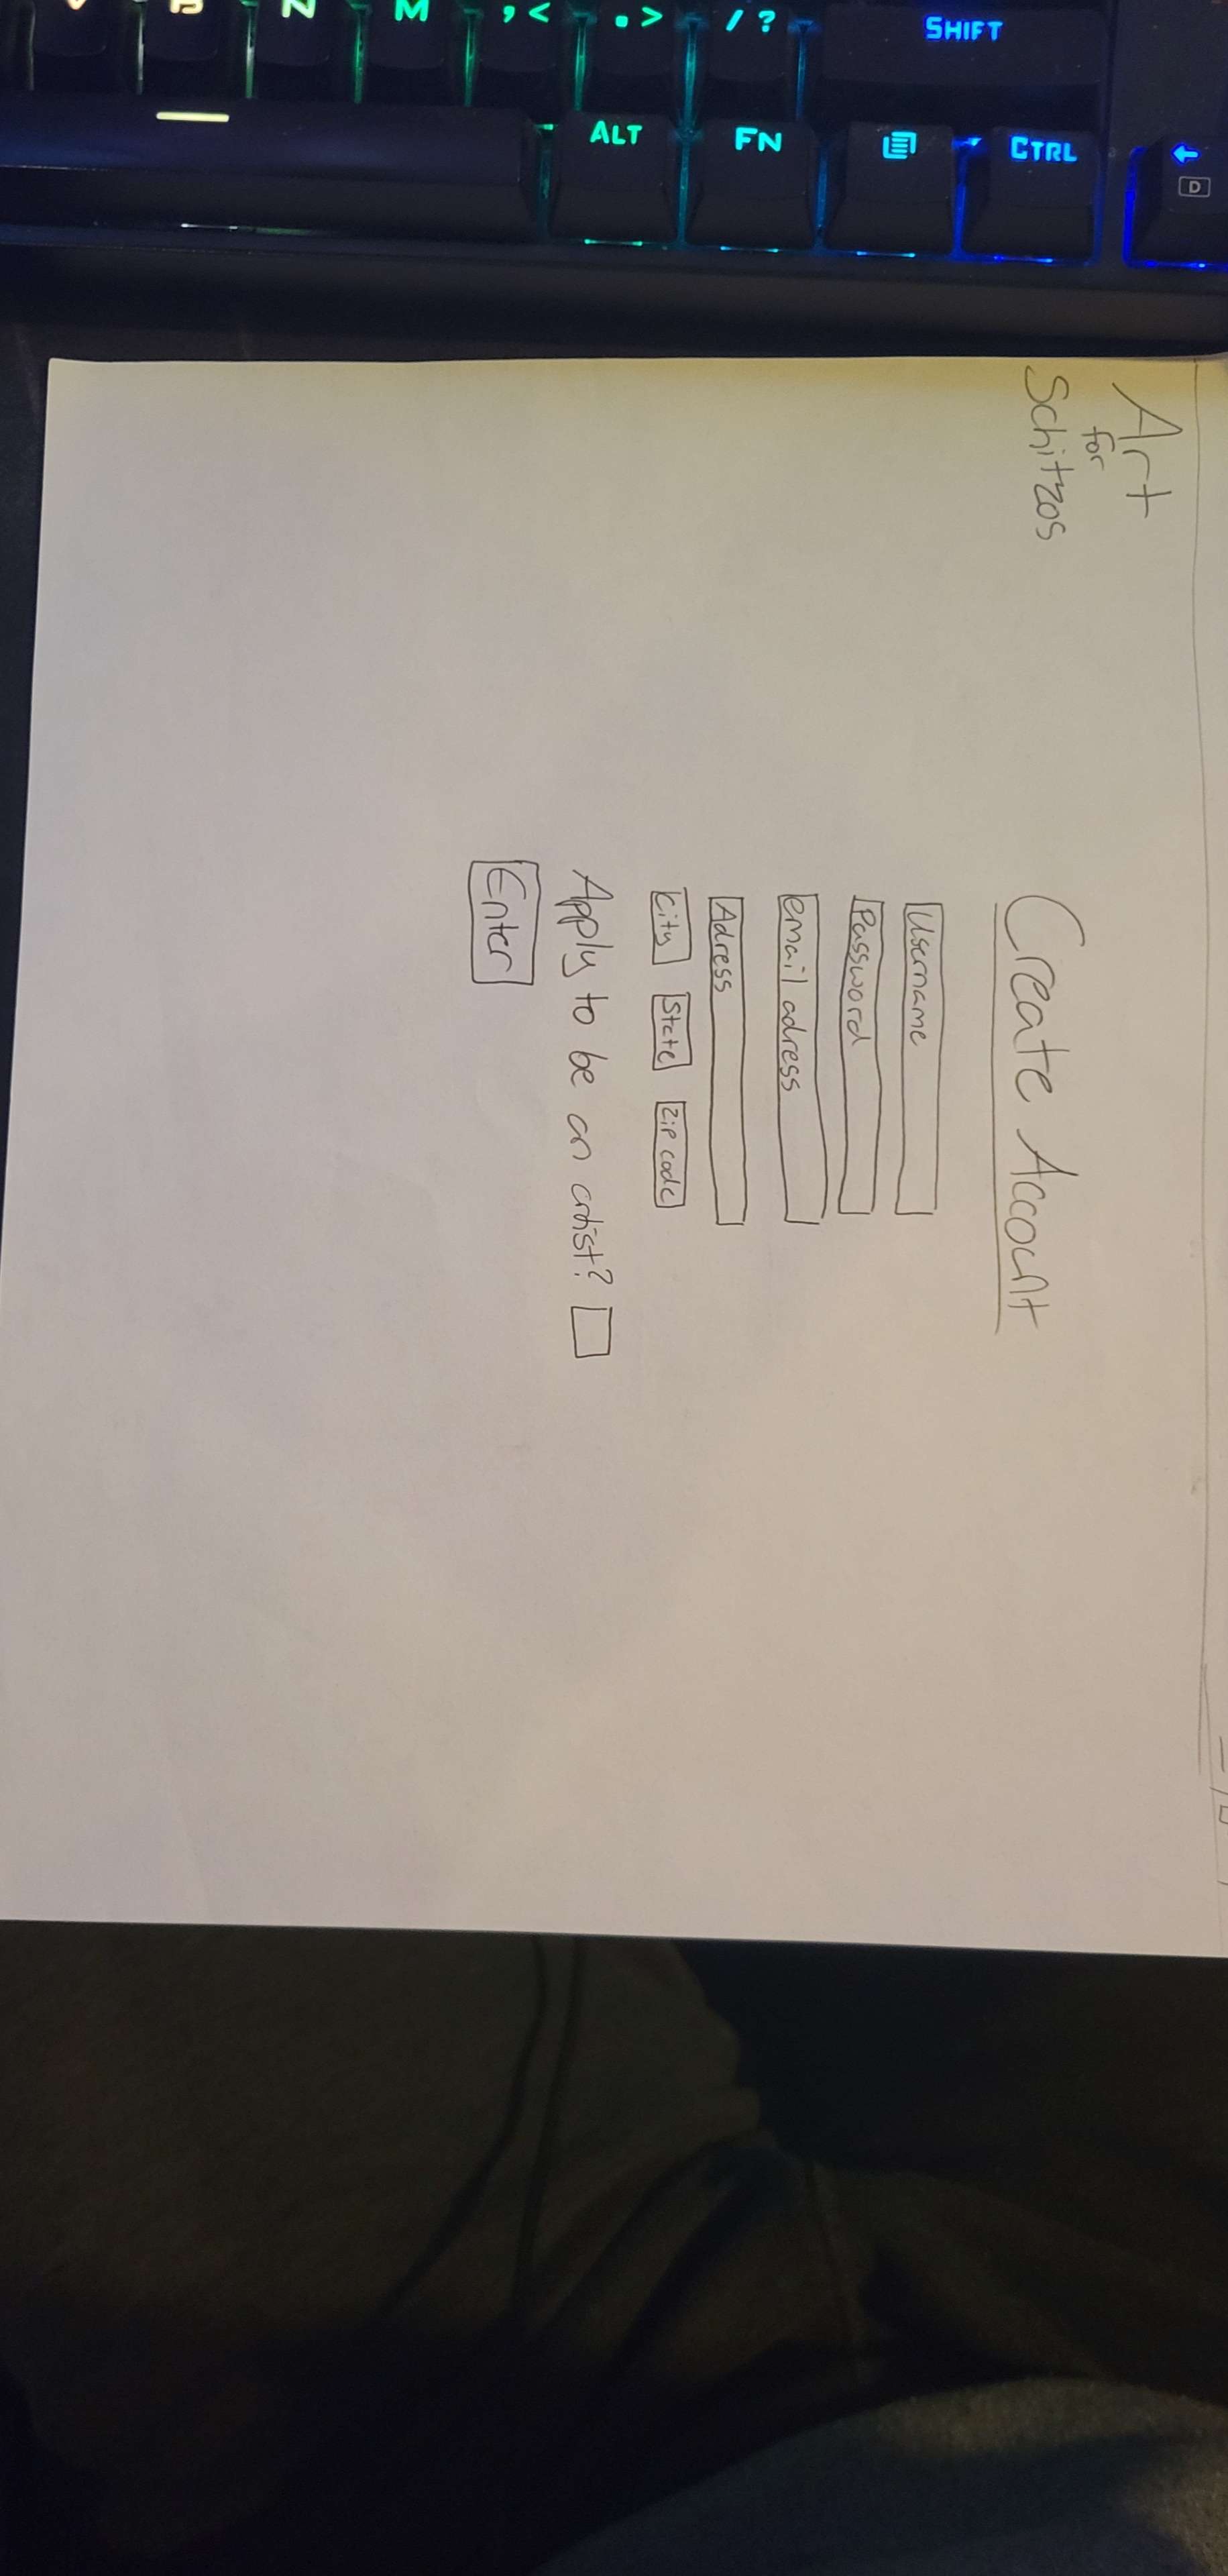 M , < . > / ? SHIFT
ALT FN CTRL
D
Art
for
Schitzos
Create Account
Username
Password
email adress
Adress
City State Zip code
Apply to be an artist?
Enter